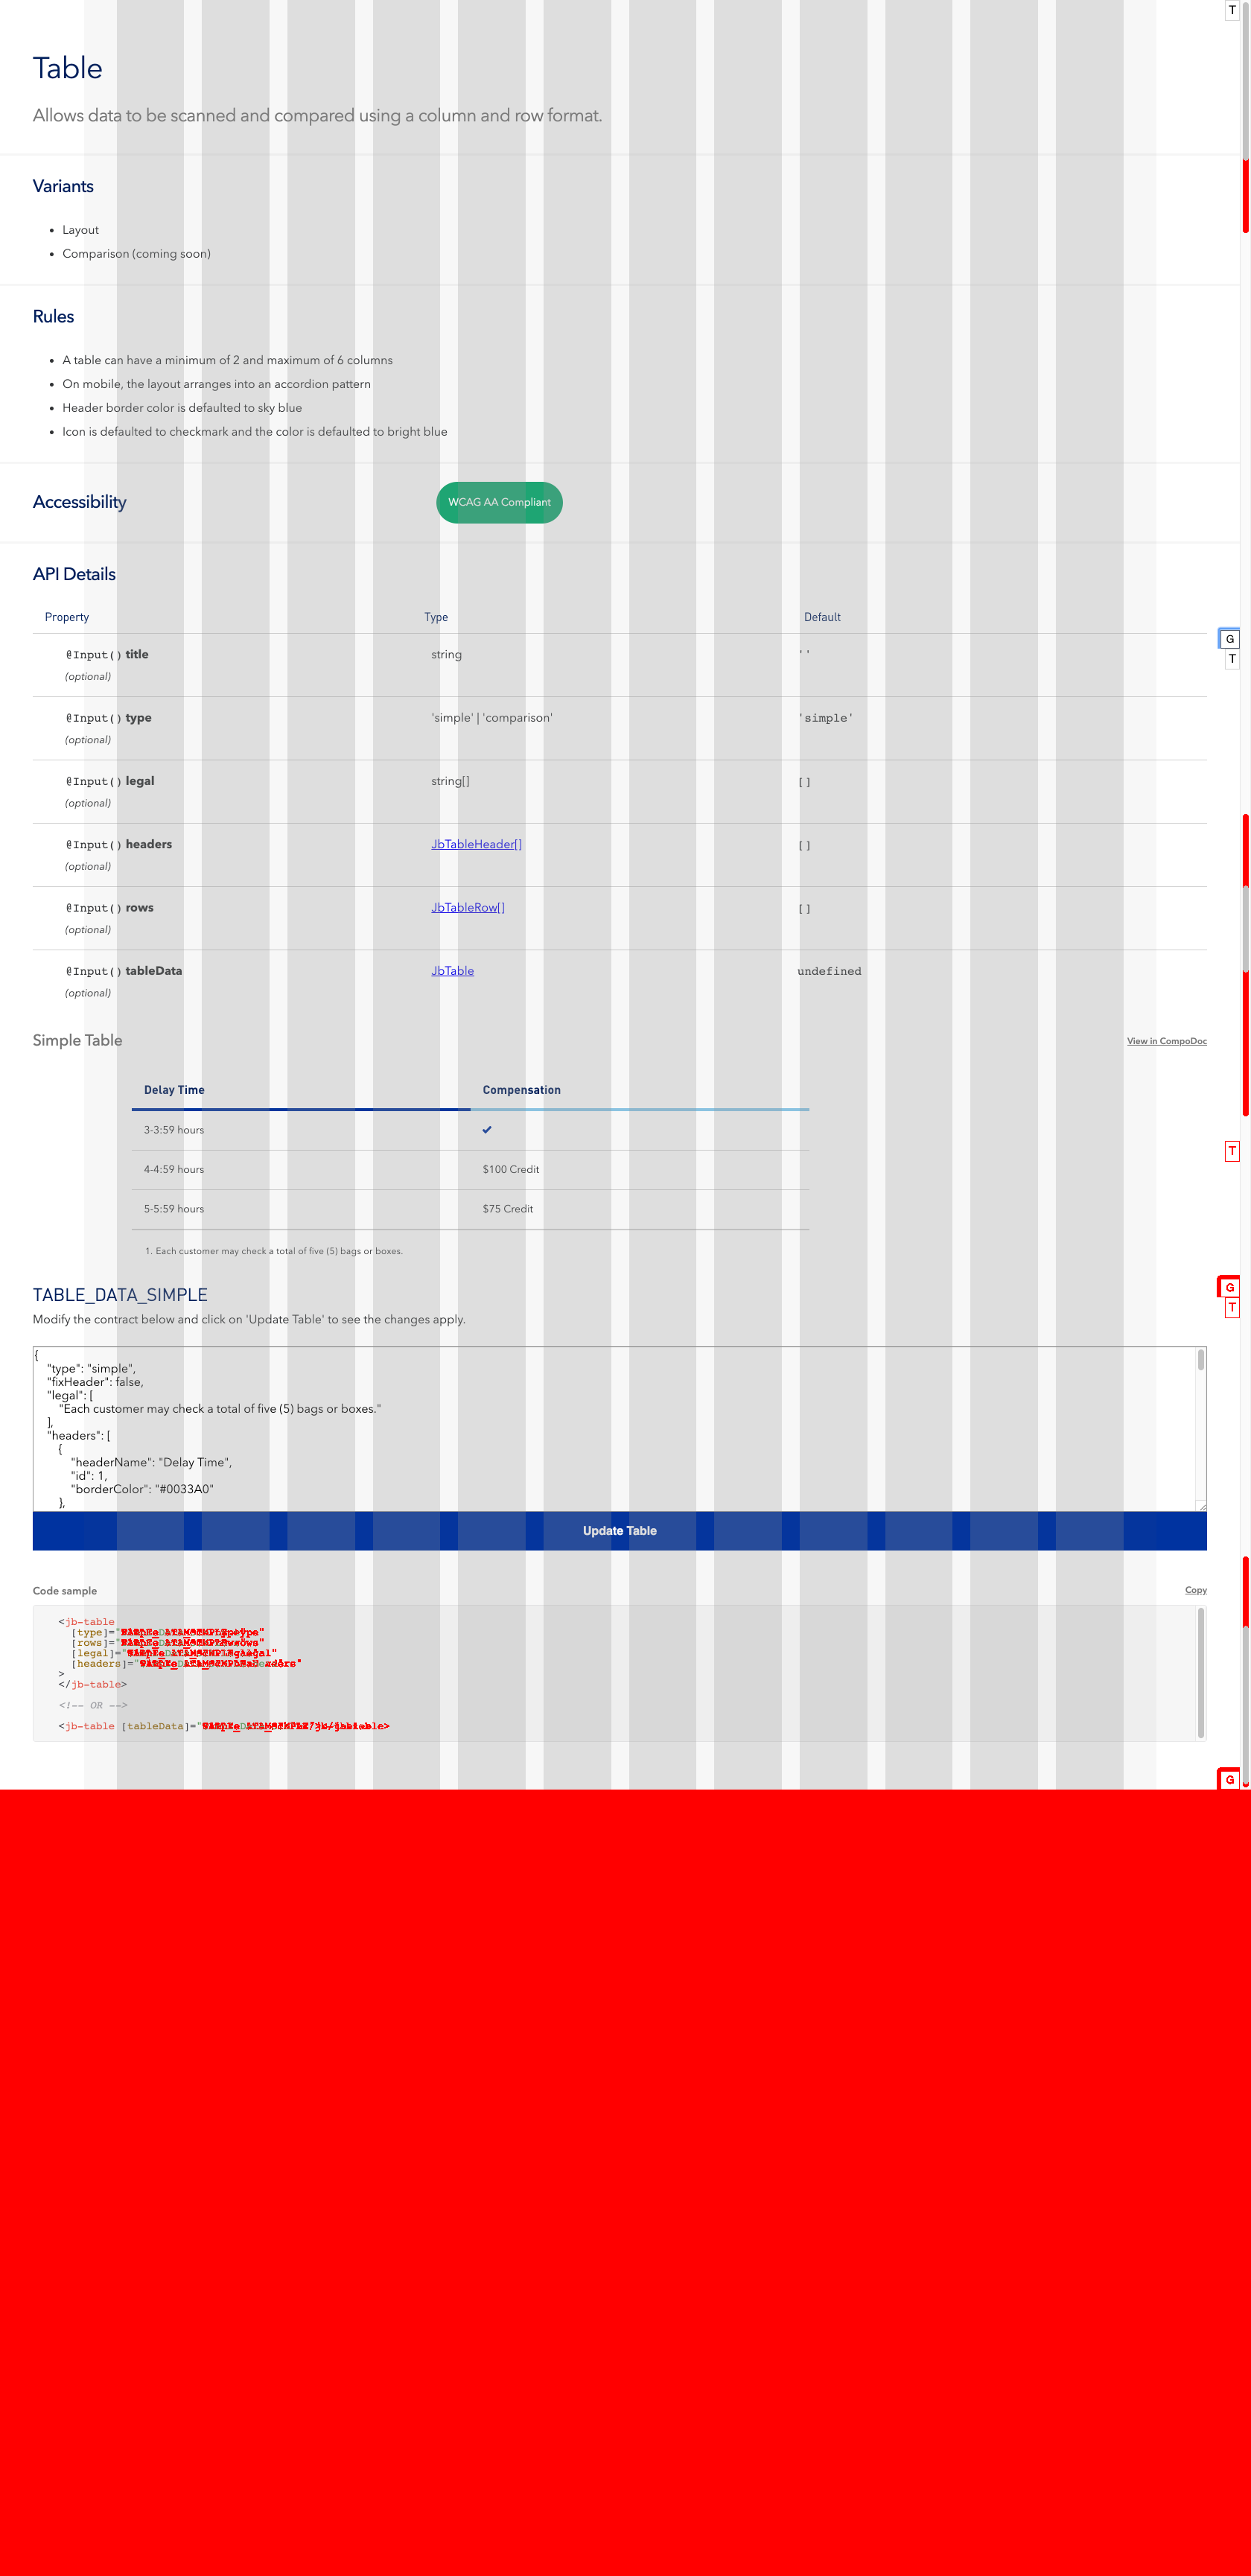 T
Table
Allows data to be scanned and compared using a column and row format.
Variants
• Layout
• Comparison (coming soon)
Rules
• A table can have a minimum of 2 and maximum of 6 columns
• On mobile, the layout arranges into an accordion pattern
• Header border color is defaulted to sky blue
• Icon is defaulted to checkmark and the color is defaulted to bright blue
Accessibility WCAG AA Compliant
API Details
Property Type Default
G
@Input() title string ''
T
(optional)
@Input() type 'simple' | 'comparison' 'simple'
(optional)
@Input() legal string[] []
(optional)
@Input() headers JbTableHeader[] []
(optional)
@Input() rows JbTableRow[] []
(optional)
@Input() tableData JbTable undefined
(optional)
Simple Table View in CompoDoc
Delay Time Compensation
3-3:59 hours ✓
T
4-4:59 hours $100 Credit
5-5:59 hours $75 Credit
1. Each customer may check a total of five (5) bags or boxes.
G
TABLE_DATA_SIMPLE
T
Modify the contract below and click on 'Update Table' to see the changes apply.
{
"type": "simple",
"fixHeader": false,
"legal": [
"Each customer may check a total of five (5) bags or boxes."
],
"headers": [
{
"headerName": "Delay Time",
"id": 1,
"borderColor": "#0033A0"
},
Update Table
Code sample Copy
<jb-table
[type]="
[rows]="
[legal]="
[headers]="
>
</jb-table>
<!-- OR -->
<jb-table [tableData]="
G